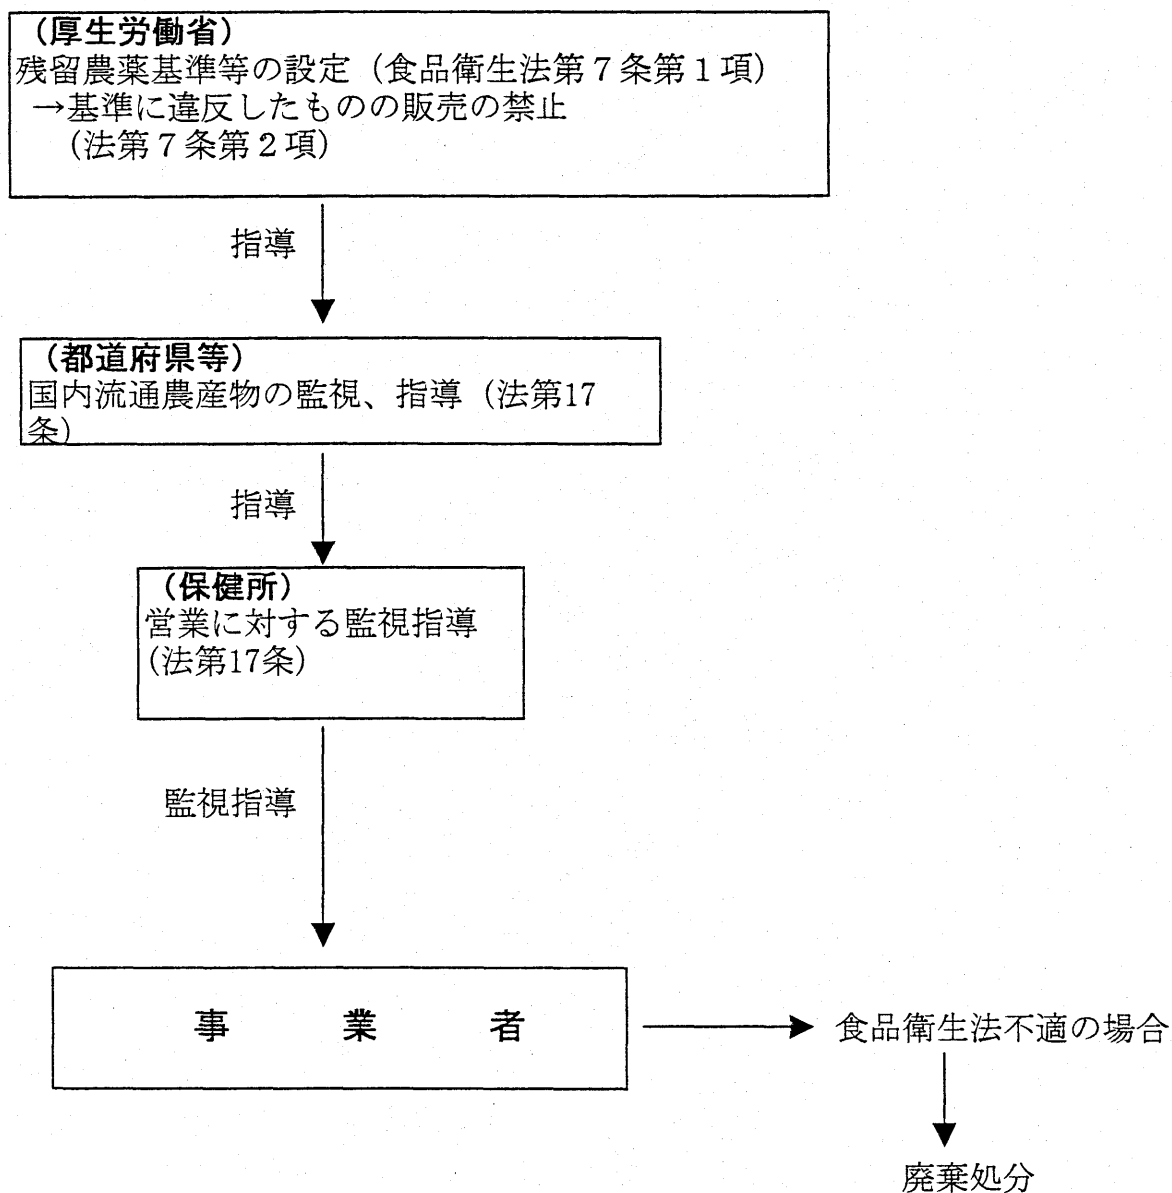 （厚生労働省）
残留農薬基準等の設定（食品衛生法第７条第１項）
→基準に違反したものの販売の禁止
（法第７条第２項）
指導
（都道府県等）
国内流通農産物の監視、指導（法第17
条）
指導
（保健所）
営業に対する監視指導
（法第17条）
監視指導
事　業　者
食品衛生法不適の場合
廃棄処分